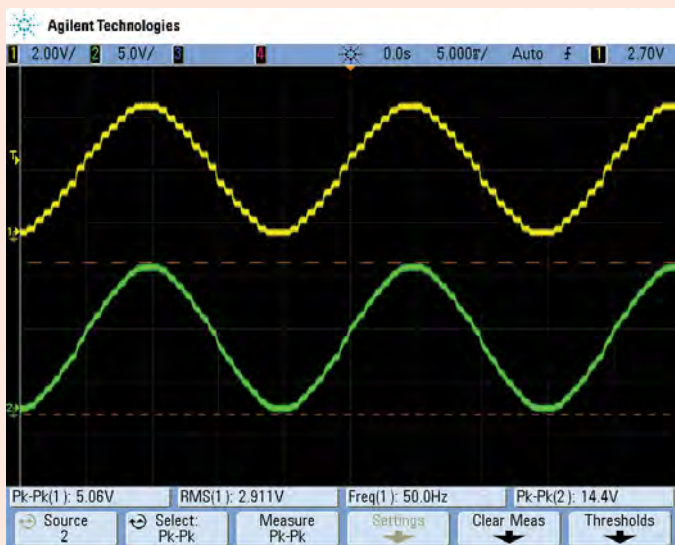 Agilent Technologies
1 2.00V/ 2 5.0V/ 3 4 0.0s 5.000m/ Auto 1 2.70V
T
1
2
Pk-Pk(1): 5.06V RMS(1): 2.911V Freq(1): 50.0Hz Pk-Pk(2): 14.4V
Source Select: Measure Settings Clear Meas Thresholds
2 Pk-Pk Pk-Pk